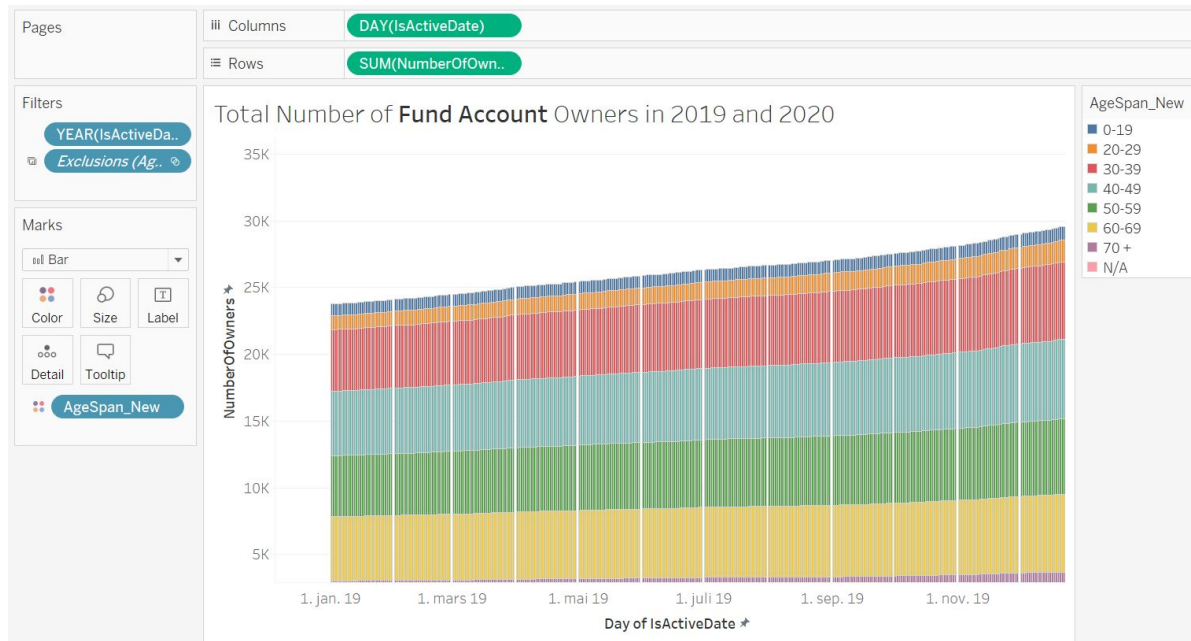 Pages
Columns
DAY(IsActiveDate)
Rows
SUM(NumberOfOwn..
Filters
YEAR(IsActiveDa..
Exclusions (Ag..
Marks
Bar
Color
Size
Label
Detail
Tooltip
AgeSpan_New
Total Number of Fund Account Owners in 2019 and 2020
35K
30K
25K
20K
15K
10K
5K
NumberOfOwners
1. jan. 19
1. mars 19
1. mai 19
1. juli 19
1. sep. 19
1. nov. 19
Day of IsActiveDate
AgeSpan_New
0-19
20-29
30-39
40-49
50-59
60-69
70 +
N/A